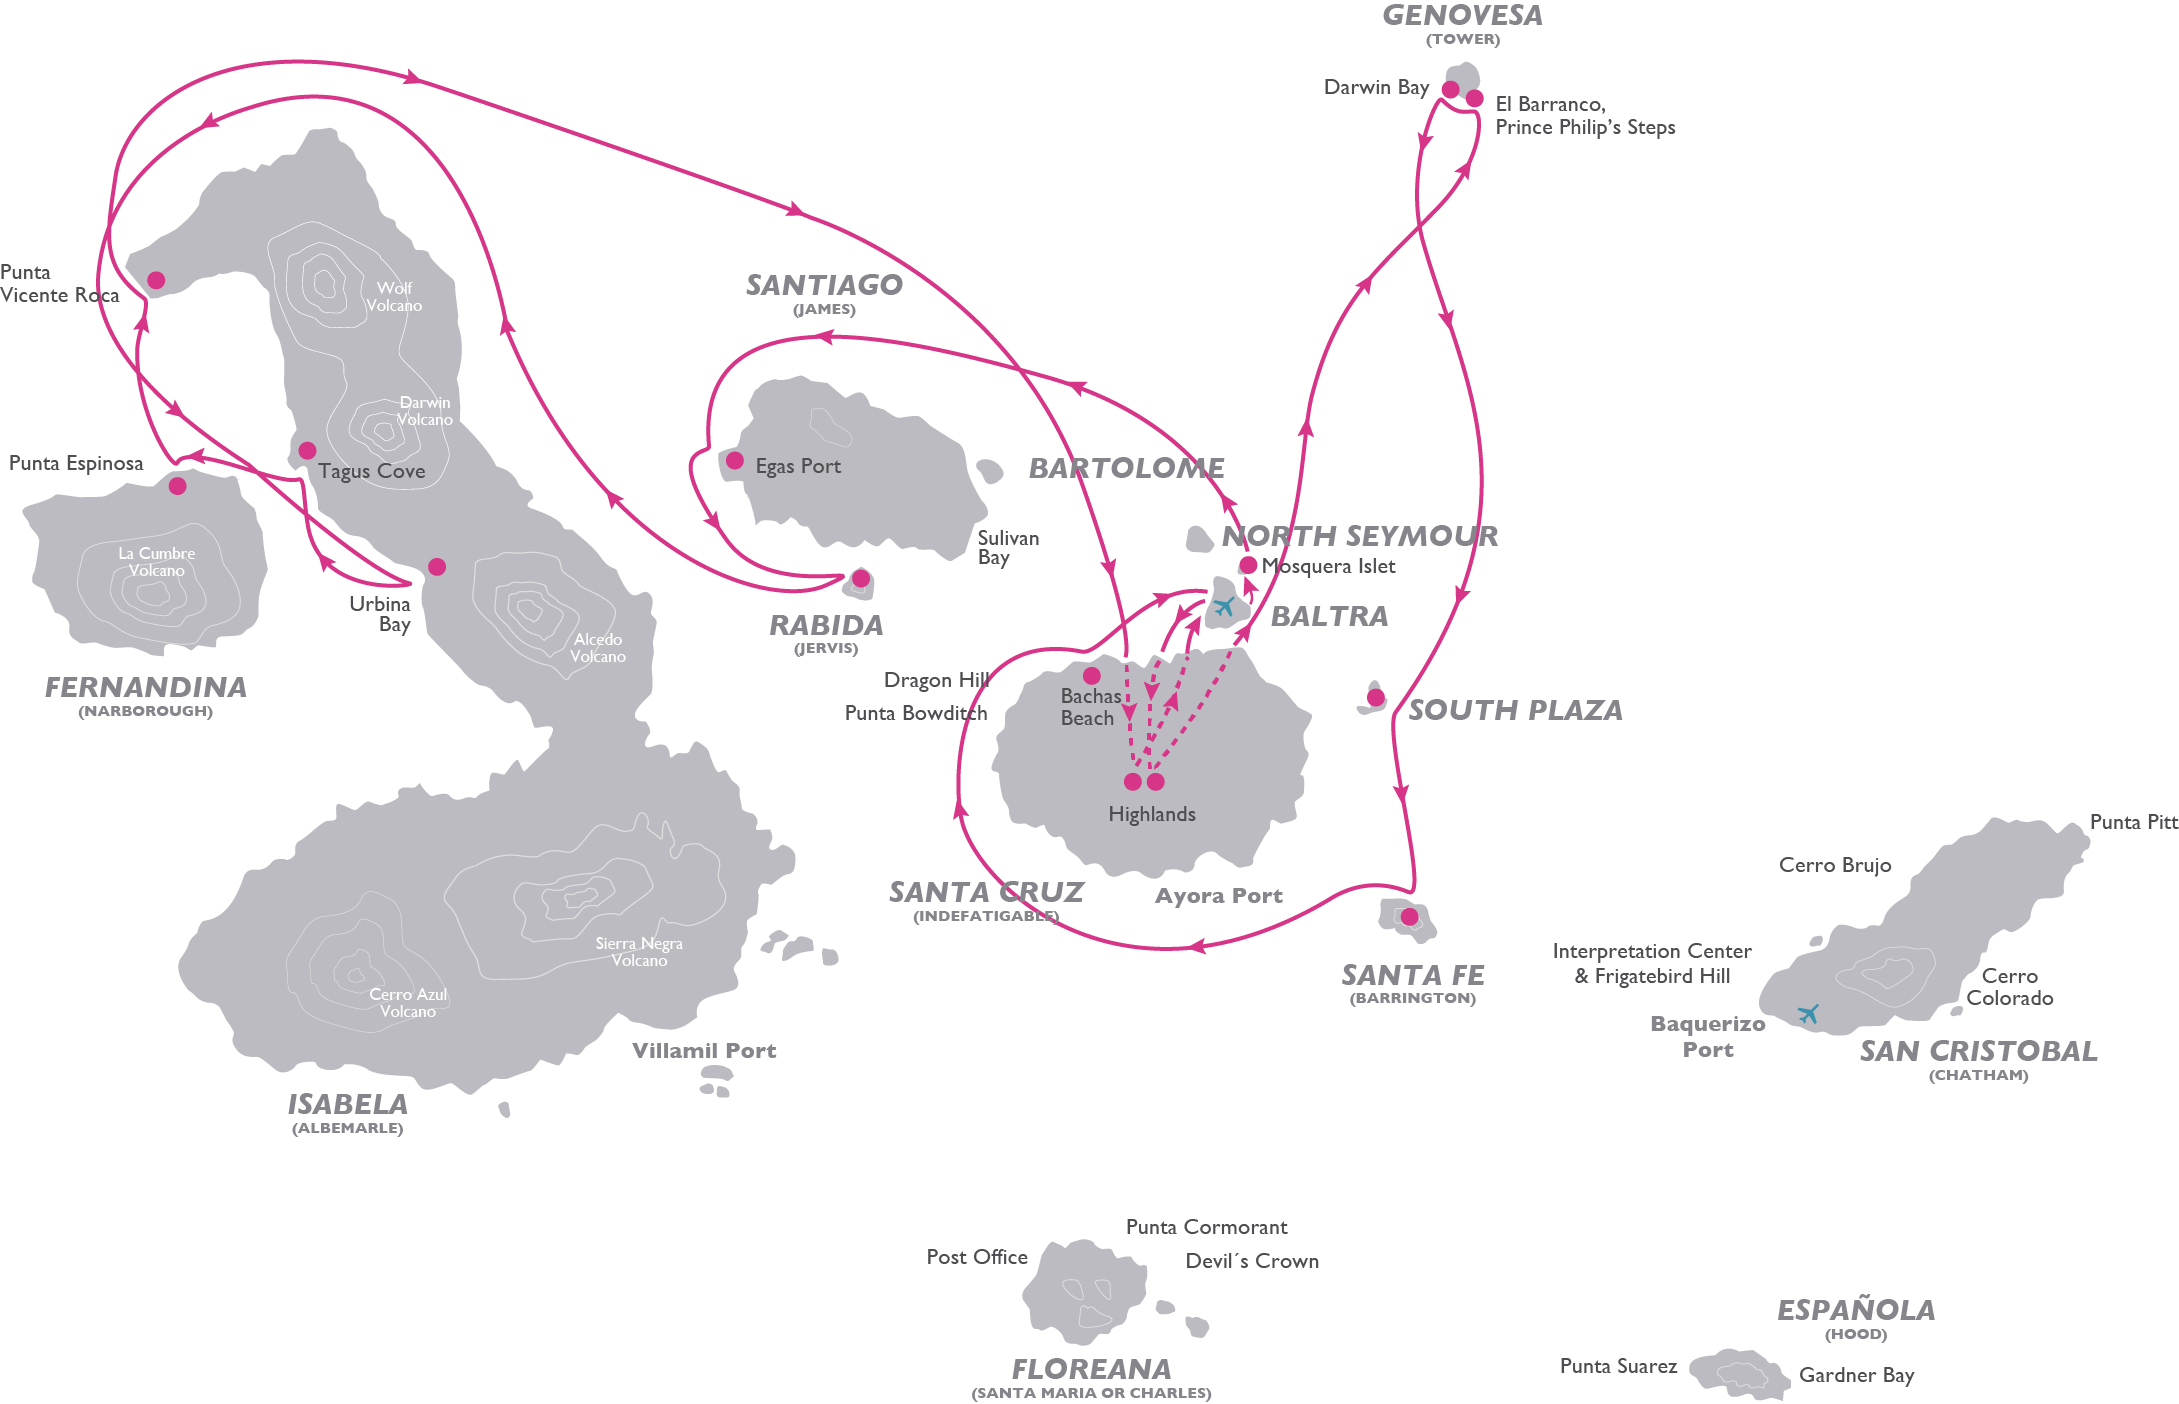 GENOVESA
(TOWER)
Darwin Bay
El Barranco,
Prince Philip's Steps
Punta
Vicente Roca
Wolf
Volcano
SANTIAGO
(JAMES)
Darwin
Volcano
Punta Espinosa
Tagus Cove
Egas Port
BARTOLOME
Sulivan
Bay
NORTH SEYMOUR
Mosquera Islet
La Cumbre
Volcano
Urbina
Bay
RABIDA
(JERVIS)
BALTRA
Alcedo
Volcano
FERNANDINA
(NARBOROUGH)
Dragon Hill
Punta Bowditch
Bachas
Beach
SOUTH PLAZA
Highlands
SANTA CRUZ
(INDEFATIGABLE)
Ayora Port
Punta Pitt
Cerro Brujo
Sierra Negra
Volcano
Cerro Azul
Volcano
SANTA FE
(BARRINGTON)
Interpretation Center
& Frigatebird Hill
Cerro
Colorado
Baquerizo
Port
SAN CRISTOBAL
(CHATHAM)
Villamil Port
ISABELA
(ALBEMARLE)
Punta Cormorant
Post Office
Devil´s Crown
FLOREANA
(SANTA MARIA OR CHARLES)
ESPAÑOLA
(HOOD)
Punta Suarez
Gardner Bay